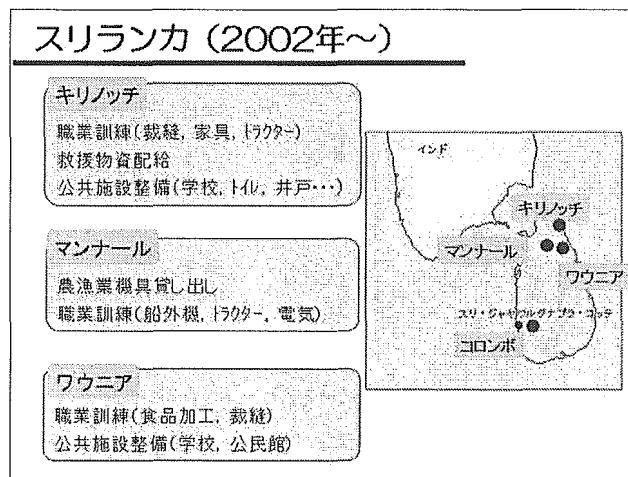 スリランカ（2002年～）
キリノッチ
職業訓練(裁縫, 家具, トラクター)
救援物資配給
公共施設整備(学校, トイレ, 井戸･･･)
マンナール
農漁業機具貸し出し
職業訓練(船外機, トラクター, 電気)
ワウニア
職業訓練(食品加工, 裁縫)
公共施設整備(学校, 公民館)
インド
キリノッチ
マンナール
ワウニア
スリ・ジャヤワルダナプラ・コッテ
コロンボ